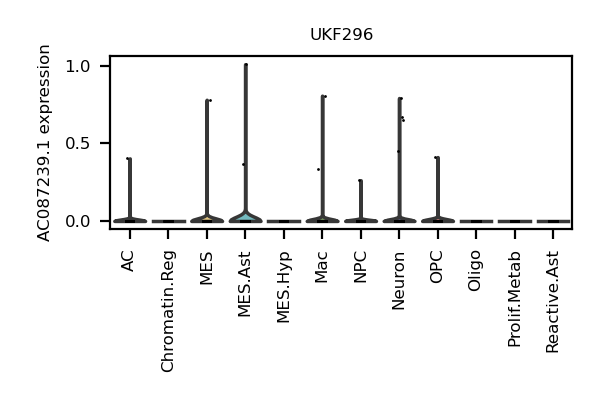 UKF296
AC087239.1 expression
1.0
0.5
0.0
AC
Chromatin.Reg
MES
MES.Ast
MES.Hyp
Mac
NPC
Neuron
OPC
Oligo
Prolif.Metab
Reactive.Ast